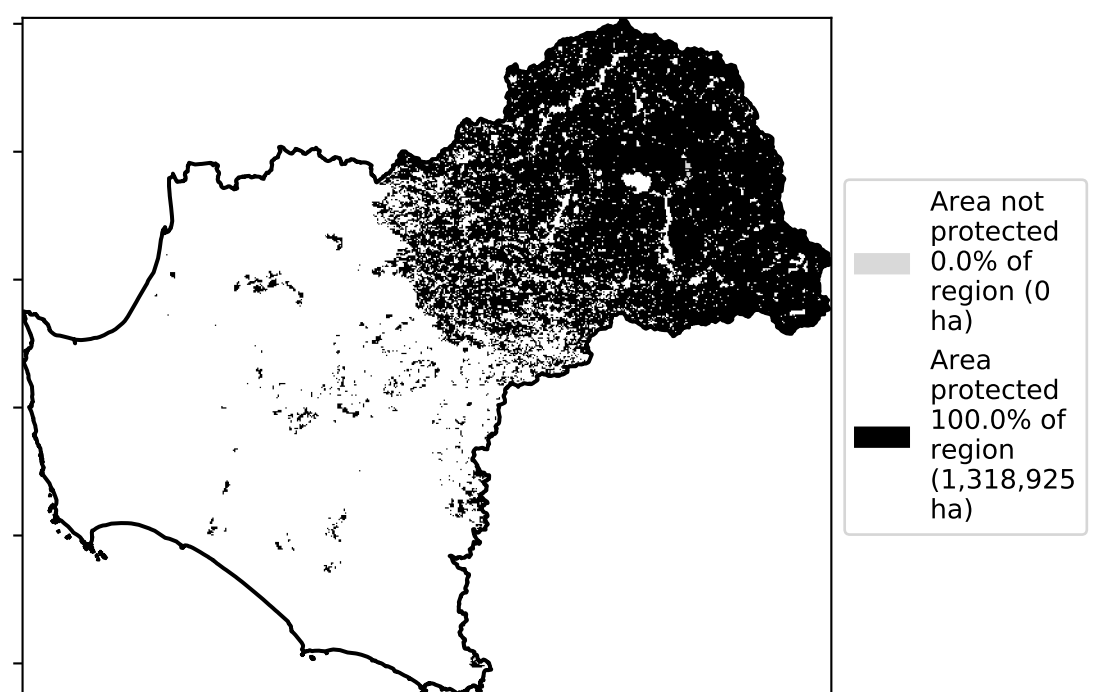 Area not
protected
0.0% of
region (0
ha)
Area
protected
100.0% of
region
(1,318,925
ha)